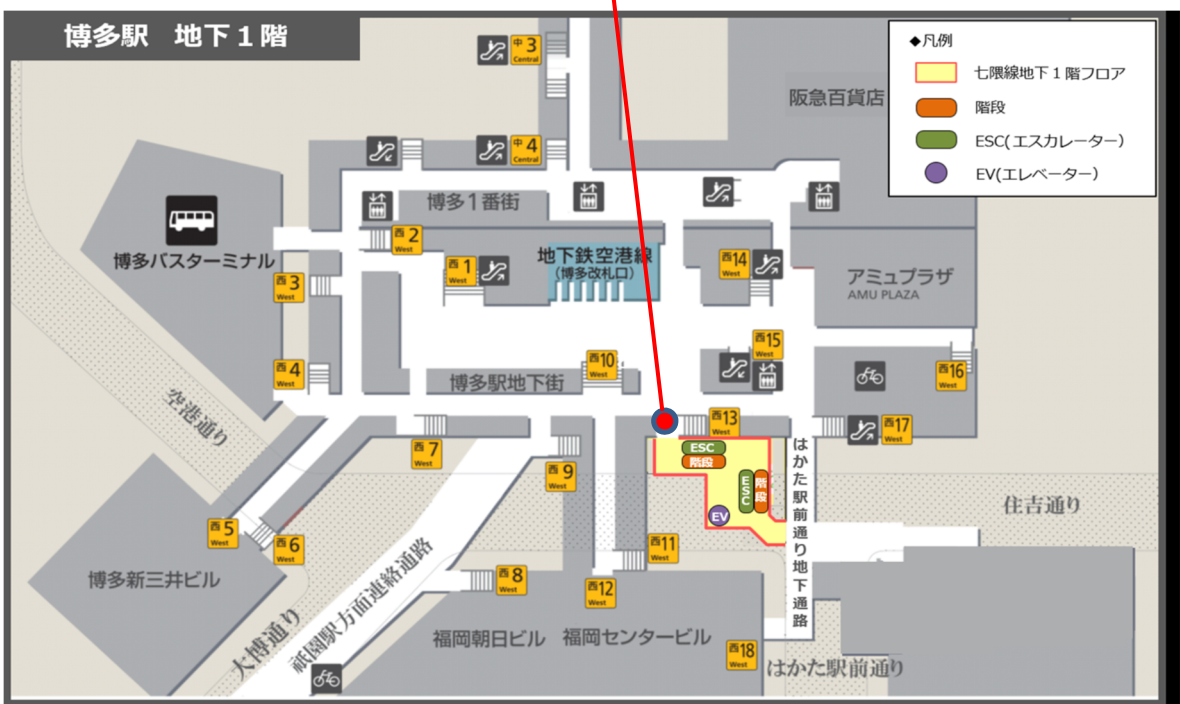 博多駅 地下1階
◆凡例
七隈線地下1階フロア
階段
ESC(エスカレーター)
EV(エレベーター)
中3
Central
阪急百貨店
中4
Central
博多1番街
西2
West
博多バスターミナル
西1
West
地下鉄空港線
(博多改札口)
西14
West
アミュプラザ
AMU PLAZA
西3
West
西15
West
西10
West
西4
West
博多駅地下街
西16
West
空港通り
西7
West
西13
West
西17
West
西9
West
ESC
階段
ESC
階段
EV
はかた駅前通り地下通路
住吉通り
西5
West
西6
West
西11
West
博多新三井ビル
西8
West
西12
West
大博通り
祇園駅方面連絡通路
福岡朝日ビル
福岡センタービル
西18
West
はかた駅前通り